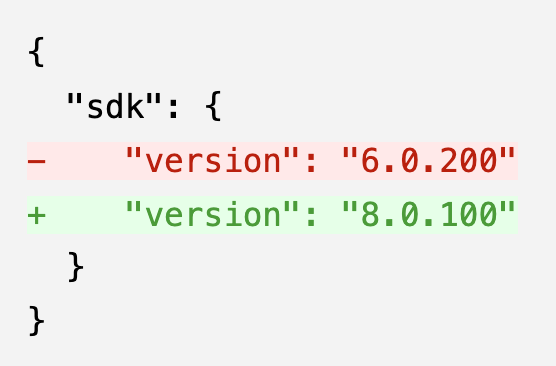 {
  "sdk": {
-    "version": "6.0.200"
+    "version": "8.0.100"
  }
}